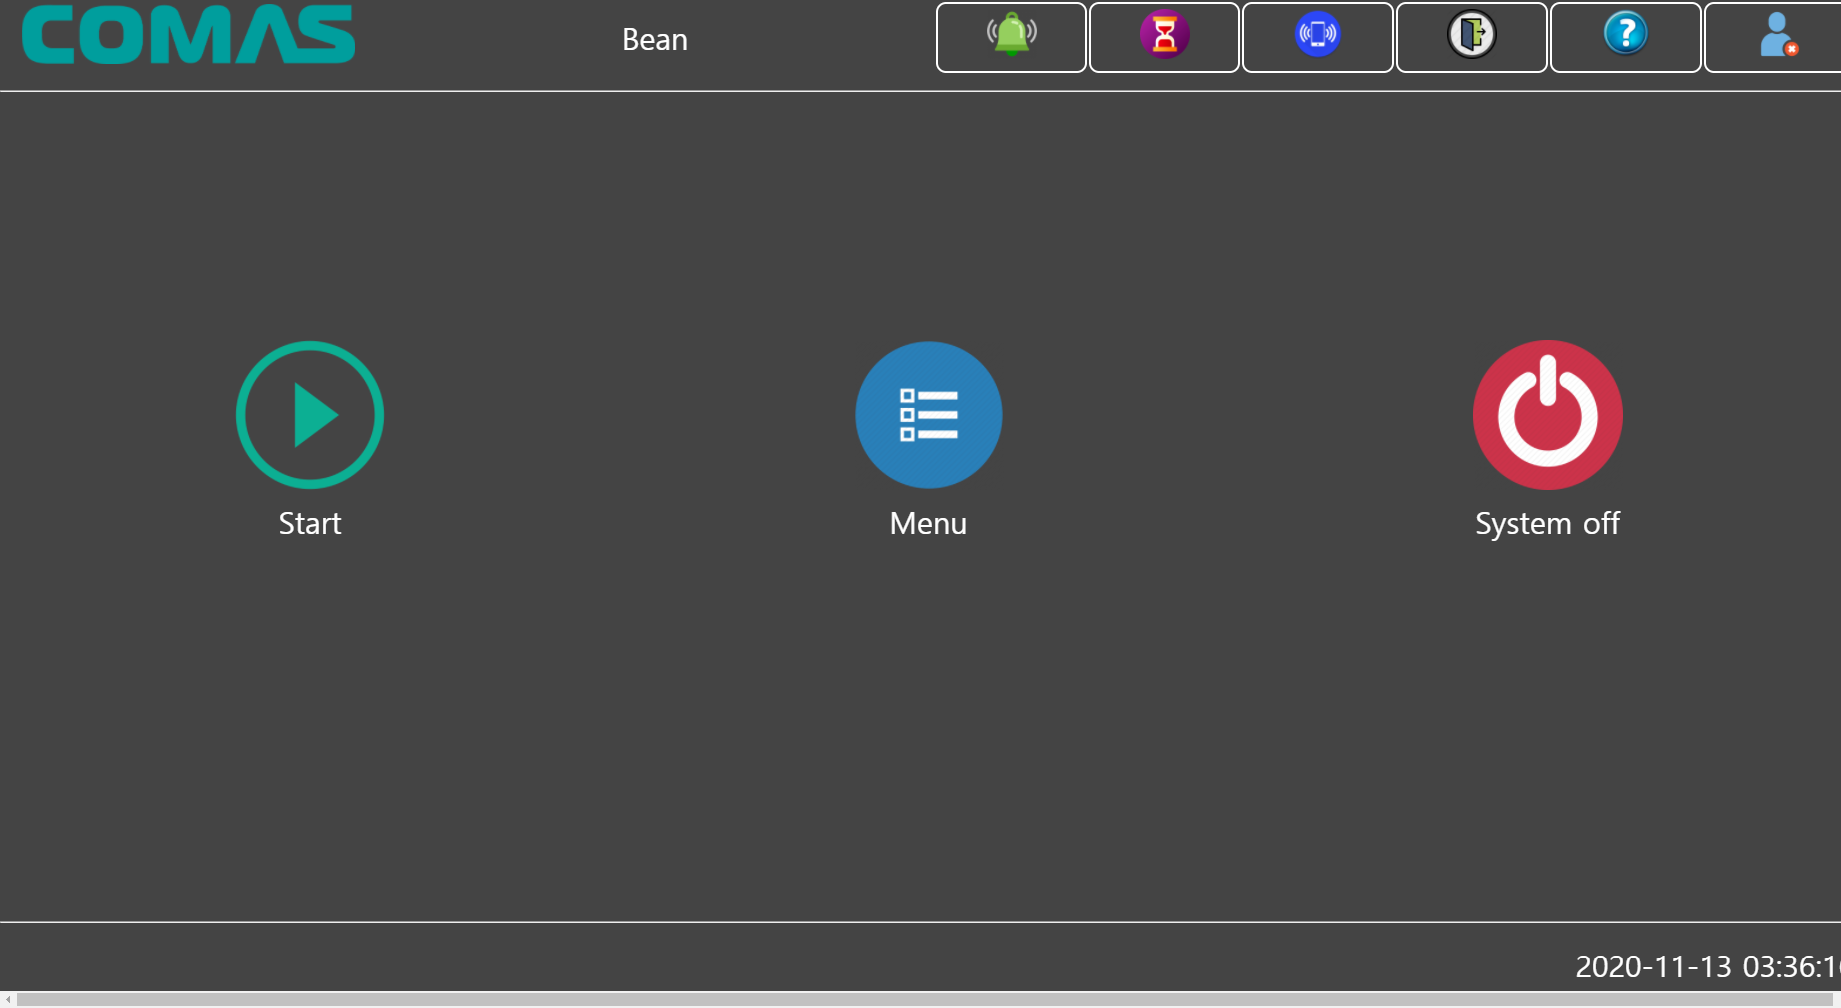 COMAS
Bean
Start
Menu
System off
2020-11-13 03:36:1